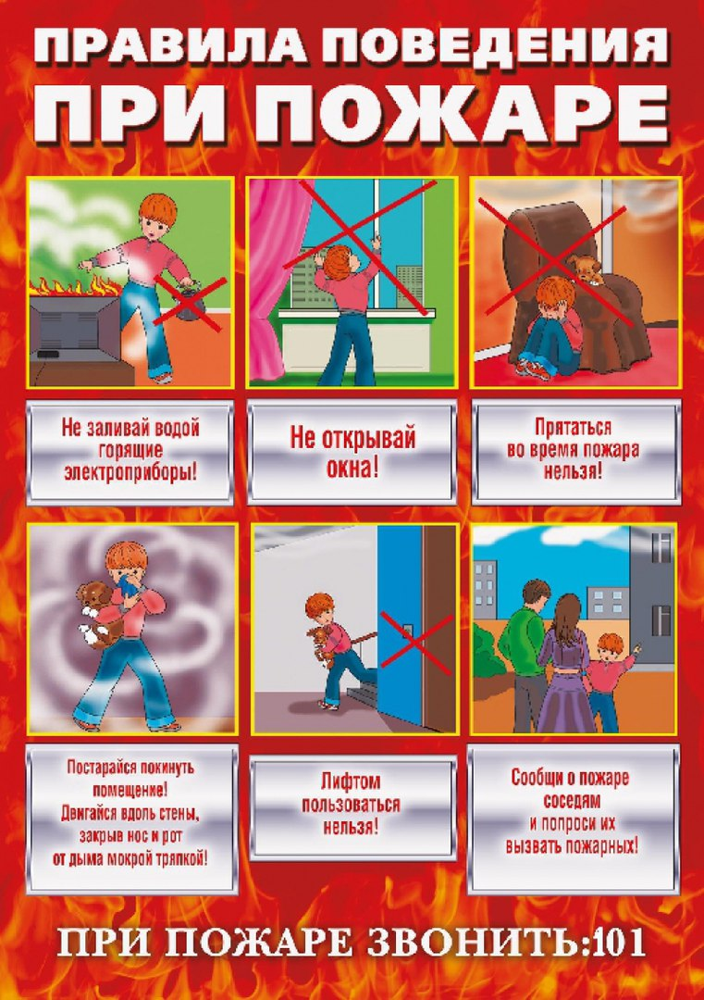 ПРАВИЛА ПОВЕДЕНИЯ
ПРИ ПОЖАРЕ
Не заливай водой
горящие
электроприборы!
Не открывай
окна!
Прятаться
во время пожара
нельзя!
Постарайся покинуть
помещение!
Двигайся вдоль стены,
закрыв нос и рот
от дыма мокрой тряпкой!
Лифтом
пользоваться
нельзя!
Сообщи о пожаре
соседям
и попроси их
вызвать пожарных!
ПРИ ПОЖАРЕ ЗВОНИТЬ:101